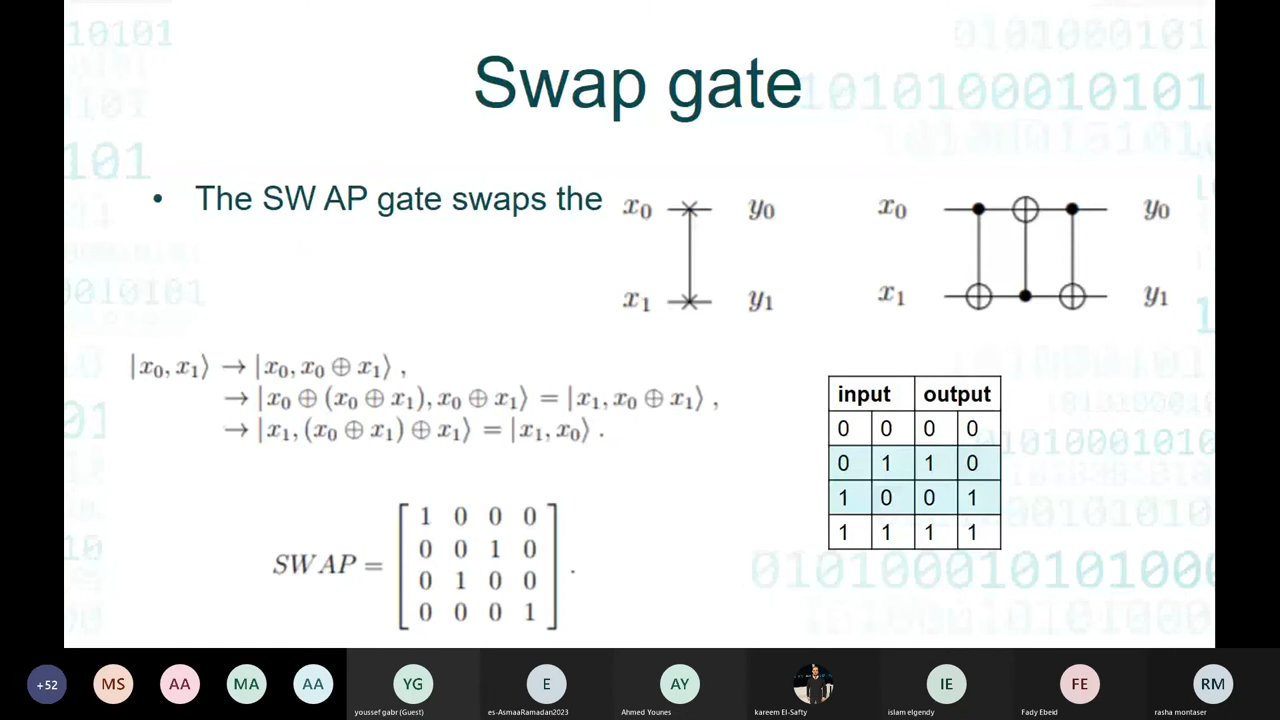 Swap gate
• The SWAP gate swaps the
x₀ y₀ x₀ y₀
x₁ y₁ x₁ y₁
|x₀, x₁⟩ → |x₀, x₀ ⊕ x₁⟩ ,
→ |x₀ ⊕ (x₀ ⊕ x₁), x₀ ⊕ x₁⟩ = |x₁, x₀ ⊕ x₁⟩ ,
→ |x₁, (x₀ ⊕ x₁) ⊕ x₁⟩ = |x₁, x₀⟩ .
input output
0 0 0 0
0 1 1 0
1 0 0 1
1 1 1 1
SWAP =
1 0 0 0
0 0 1 0
0 1 0 0
0 0 0 1
.
+52 MS AA MA AA YG E AY IE FE RM
youssef gabr (Guest) es-AsmaaRamadan2023 Ahmed Younes kareem El-Safty islam elgendy Fady Ebeid rasha montaser